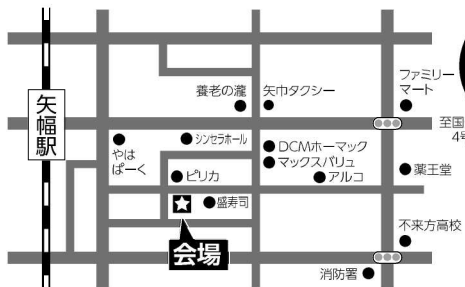 矢幅駅
養老の瀧
矢巾タクシー
ファミリー
マート
至国
4号
やは
ぱーく
シンセラホール
DCMホーマック
マックスバリュ
アルコ
薬王堂
ピリカ
盛寿司
会場
不来方高校
消防署